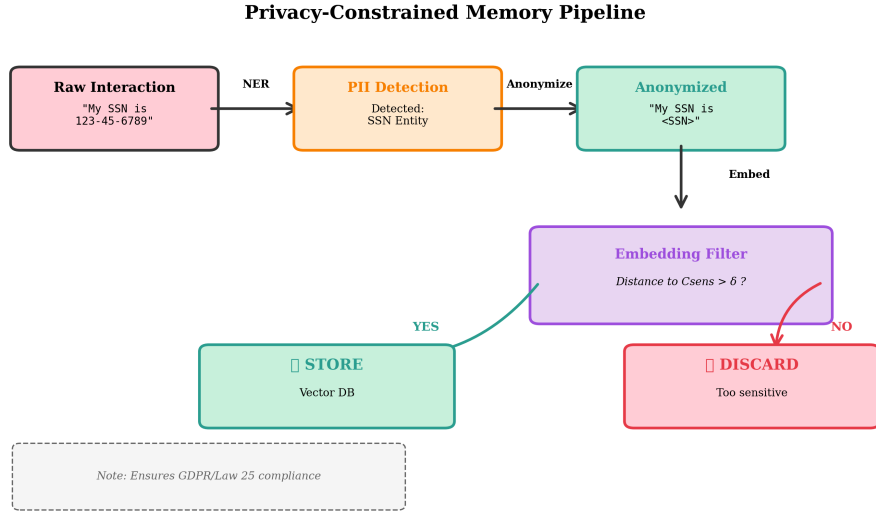 Privacy-Constrained Memory Pipeline
Raw Interaction
"My SSN is
123-45-6789"
NER
PII Detection
Detected:
SSN Entity
Anonymize
Anonymized
"My SSN is
<SSN>"
Embed
Embedding Filter
Distance to Csens > δ ?
YES
NO
STORE
Vector DB
DISCARD
Too sensitive
Note: Ensures GDPR/Law 25 compliance